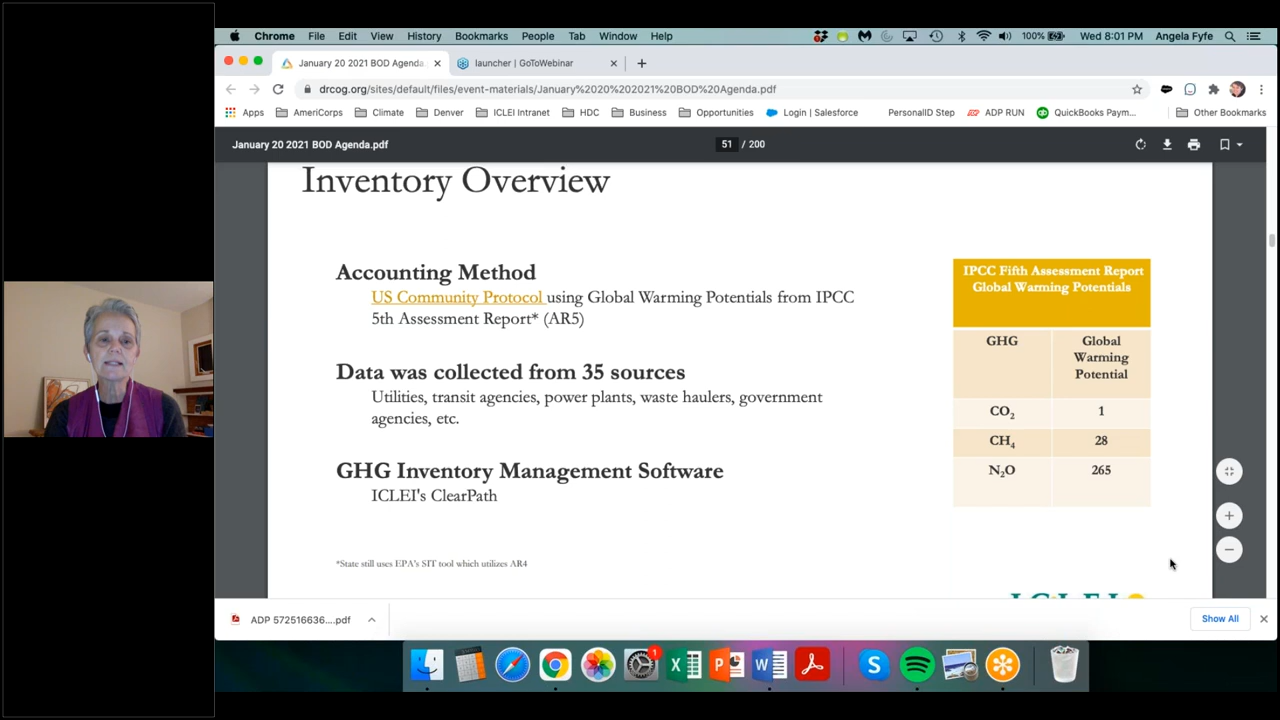 Chrome File Edit View History Bookmarks People Tab Window Help 100% Wed 8:01 PM Angela Fyfe
January 20 2021 BOD Agenda. launcher | GoToWebinar
drcog.org/sites/default/files/event-materials/January%2020%202021%20BOD%20Agenda.pdf
Apps AmeriCorps Climate Denver ICLEI Intranet HDC Business Opportunities Login | Salesforce PersonalID Step ADP RUN QuickBooks Paym... Other Bookmarks
January 20 2021 BOD Agenda.pdf 51 / 200
Inventory Overview
Accounting Method
US Community Protocol using Global Warming Potentials from IPCC
5th Assessment Report* (AR5)
Data was collected from 35 sources
Utilities, transit agencies, power plants, waste haulers, government
agencies, etc.
GHG Inventory Management Software
ICLEI's ClearPath
*State still uses EPA's SIT tool which utilizes AR4
IPCC Fifth Assessment Report
Global Warming Potentials
GHG Global
Warming
Potential
CO₂ 1
CH₄ 28
N₂O 265
ICLEI
ADP 572516636....pdf Show All
1